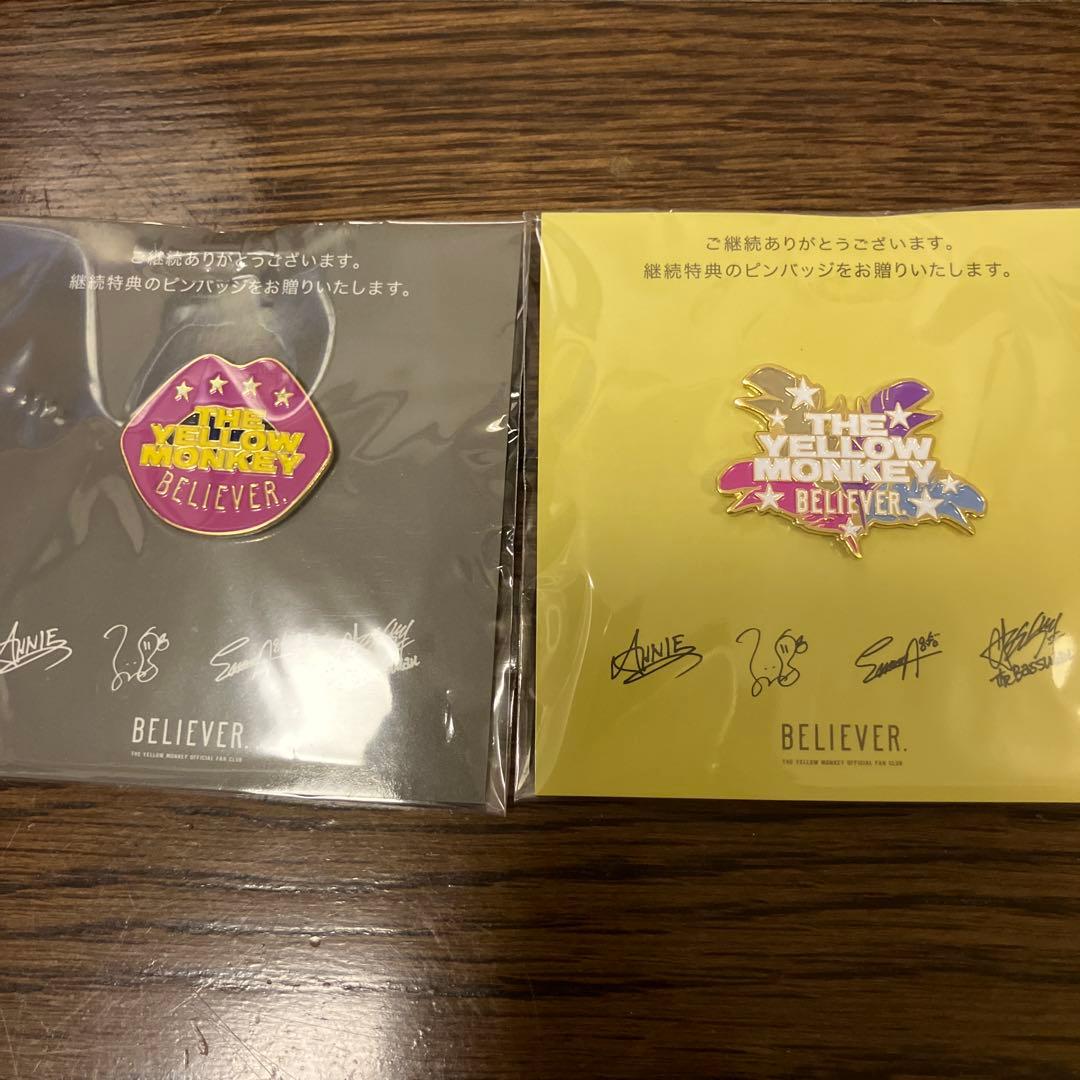 ご継続ありがとうございます。
継続特典のピンバッジをお贈りいたします。
THE
YELLOW
MONKEY
BELIEVER.
ANNIE
BELIEVER.
THE YELLOW MONKEY OFFICIAL FAN CLUB
ご継続ありがとうございます。
継続特典のピンバッジをお贈りいたします。
THE
YELLOW
MONKEY
BELIEVER.
ANNIE
The BASSMAN
BELIEVER.
THE YELLOW MONKEY OFFICIAL FAN CLUB